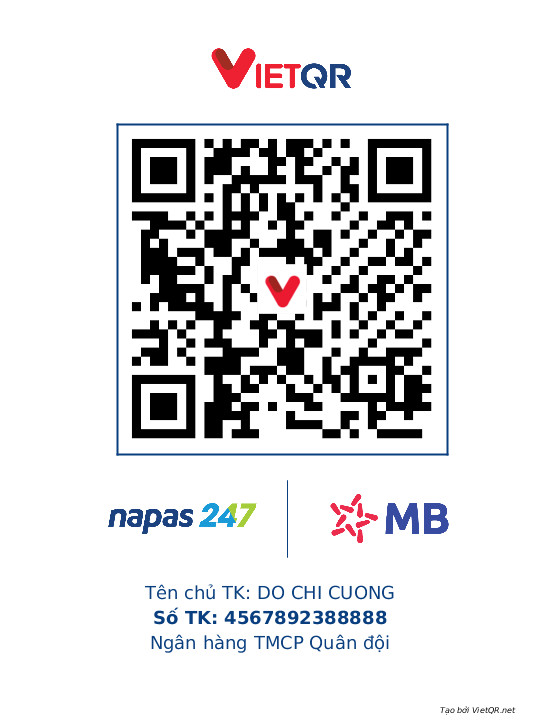 VIETQR
napas 247
MB
Tên chủ TK: DO CHI CUONG
Số TK: 4567892388888
Ngân hàng TMCP Quân đội
Tạo bởi VietQR.net